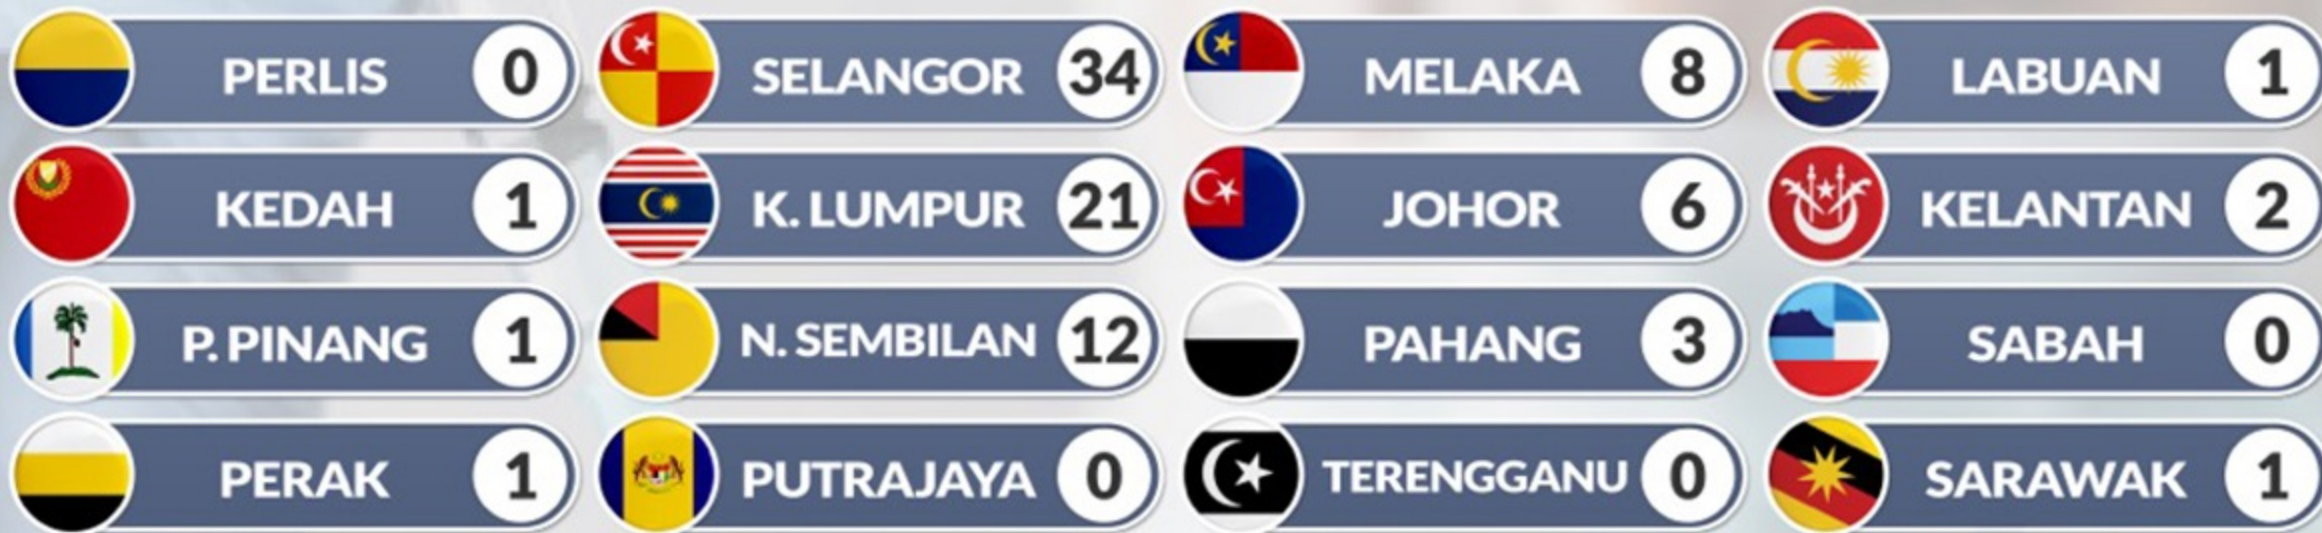 PERLIS 0
SELANGOR 34
MELAKA 8
LABUAN 1
KEDAH 1
K. LUMPUR 21
JOHOR 6
KELANTAN 2
P. PINANG 1
N. SEMBILAN 12
PAHANG 3
SABAH 0
PERAK 1
PUTRAJAYA 0
TERENGGANU 0
SARAWAK 1